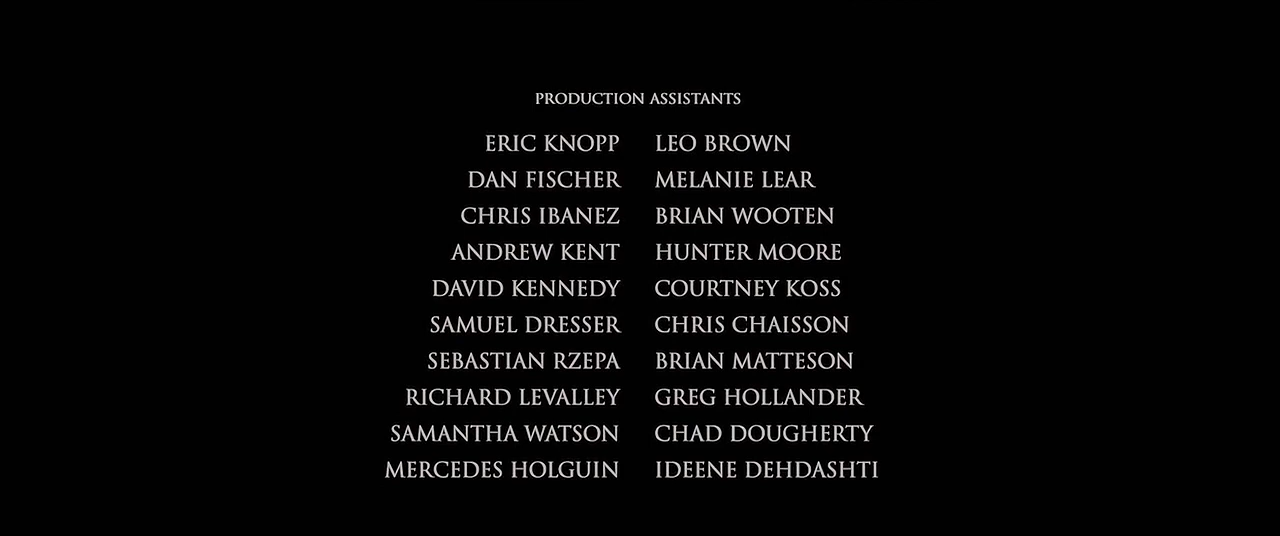 PRODUCTION ASSISTANTS
ERIC KNOPP LEO BROWN
DAN FISCHER MELANIE LEAR
CHRIS IBANEZ BRIAN WOOTEN
ANDREW KENT HUNTER MOORE
DAVID KENNEDY COURTNEY KOSS
SAMUEL DRESSER CHRIS CHAISSON
SEBASTIAN RZEPA BRIAN MATTESON
RICHARD LEVALLEY GREG HOLLANDER
SAMANTHA WATSON CHAD DOUGHERTY
MERCEDES HOLGUIN IDEENE DEHDASHTI